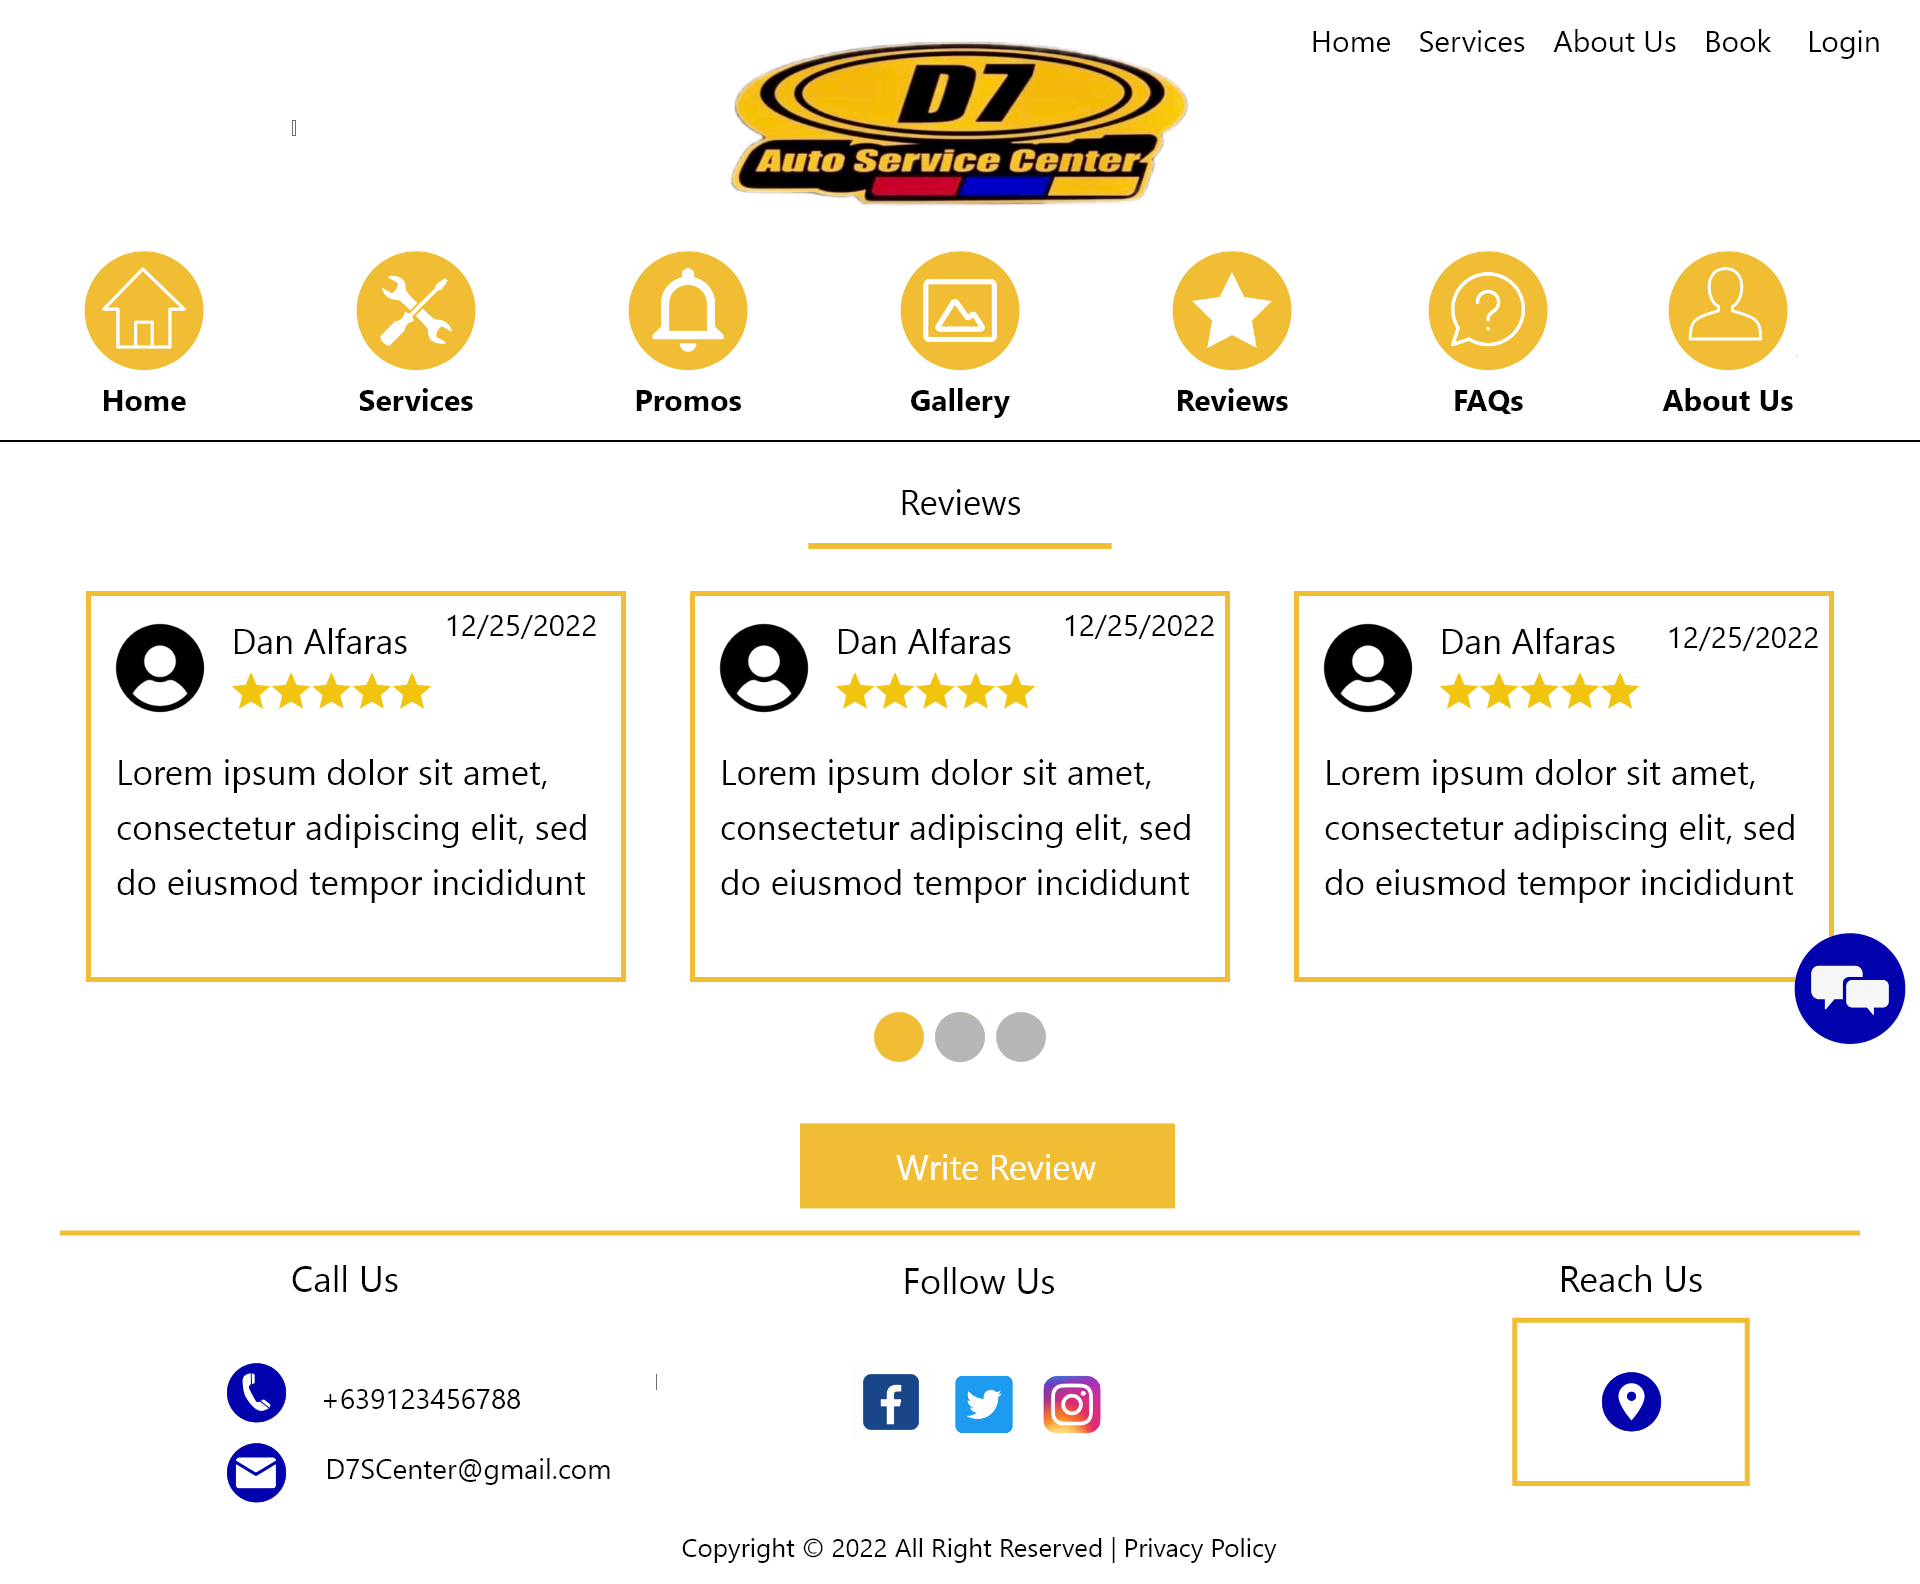 Home Services About Us Book Login
D7
Auto Service Center
Home Services Promos Gallery Reviews FAQs About Us
Reviews
Dan Alfaras 12/25/2022
Lorem ipsum dolor sit amet,
consectetur adipiscing elit, sed
do eiusmod tempor incididunt
Dan Alfaras 12/25/2022
Lorem ipsum dolor sit amet,
consectetur adipiscing elit, sed
do eiusmod tempor incididunt
Dan Alfaras 12/25/2022
Lorem ipsum dolor sit amet,
consectetur adipiscing elit, sed
do eiusmod tempor incididunt
Write Review
Call Us
+639123456788
D7SCenter@gmail.com
Follow Us
Reach Us
Copyright © 2022 All Right Reserved | Privacy Policy